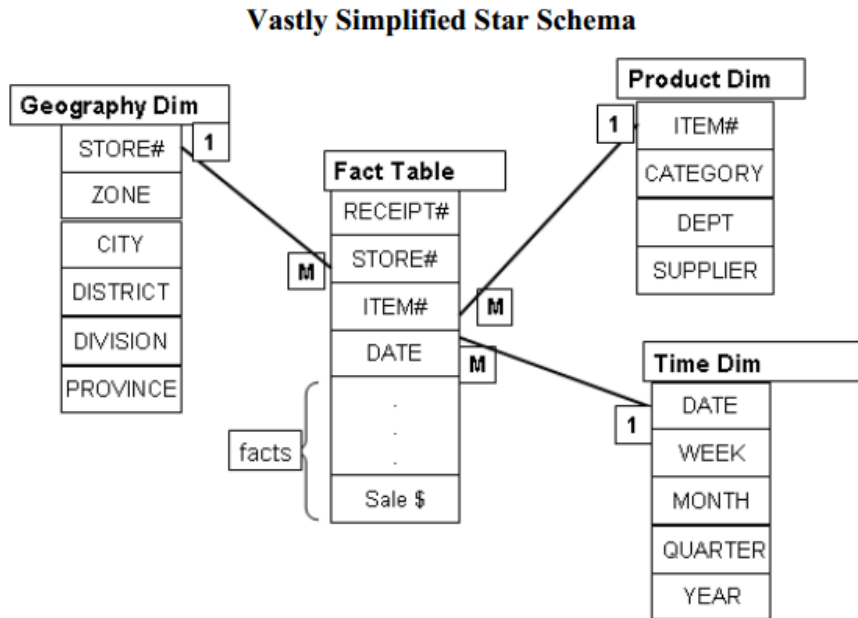 Vastly Simplified Star Schema
Geography Dim
STORE#
ZONE
CITY
DISTRICT
DIVISION
PROVINCE
1
M
Fact Table
RECEIPT#
STORE#
ITEM#
DATE
.
.
.
Sale $
facts
M
M
Product Dim
1
ITEM#
CATEGORY
DEPT
SUPPLIER
Time Dim
1
DATE
WEEK
MONTH
QUARTER
YEAR